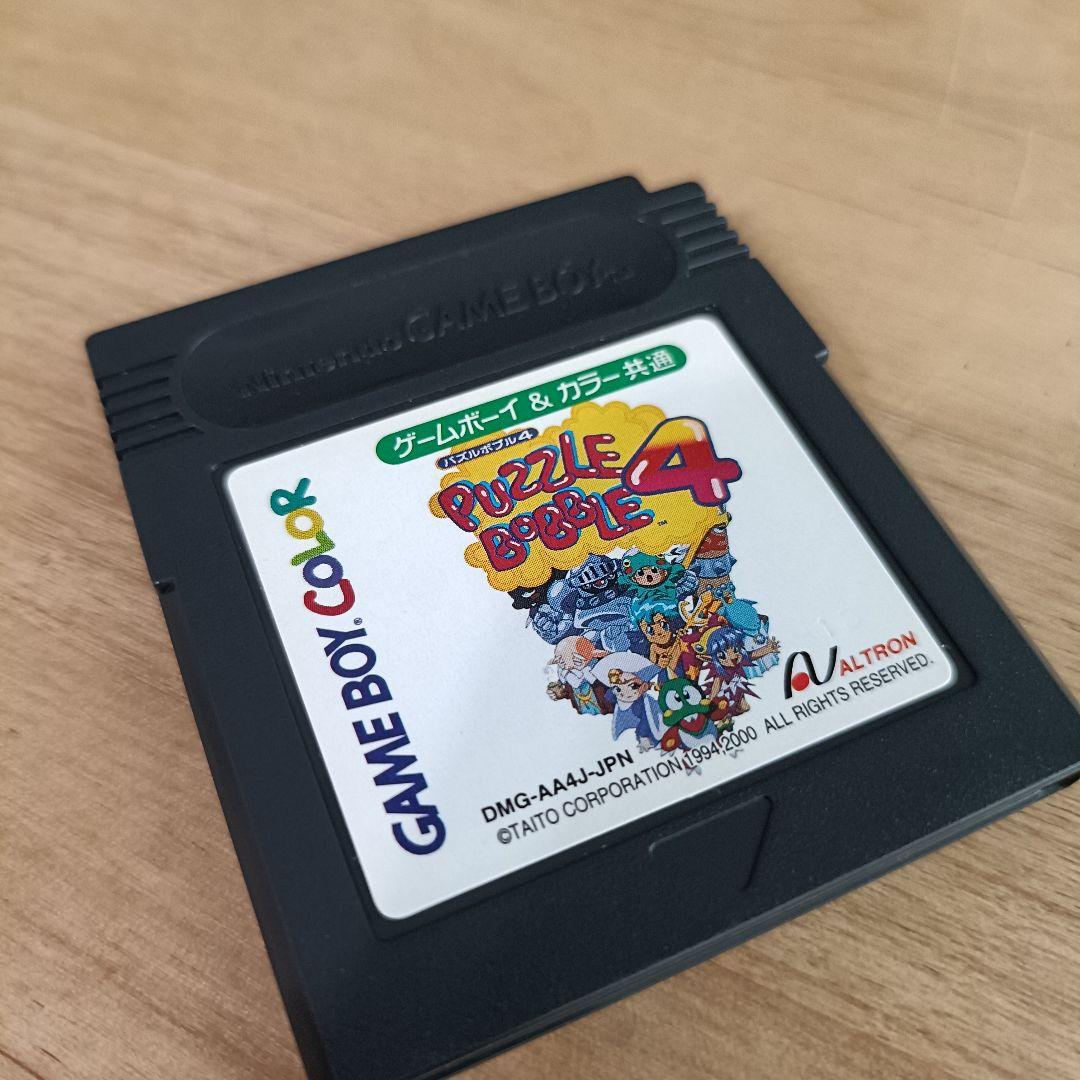 Nintendo GAME BOY TM
ゲームボーイ & カラー共通
パズルボブル4
PUZZLE
BOBBLE 4 ™
GAME BOY® COLOR
ALTRON
DMG-AA4J-JPN
©TAITO CORPORATION 1994,2000 ALL RIGHTS RESERVED.